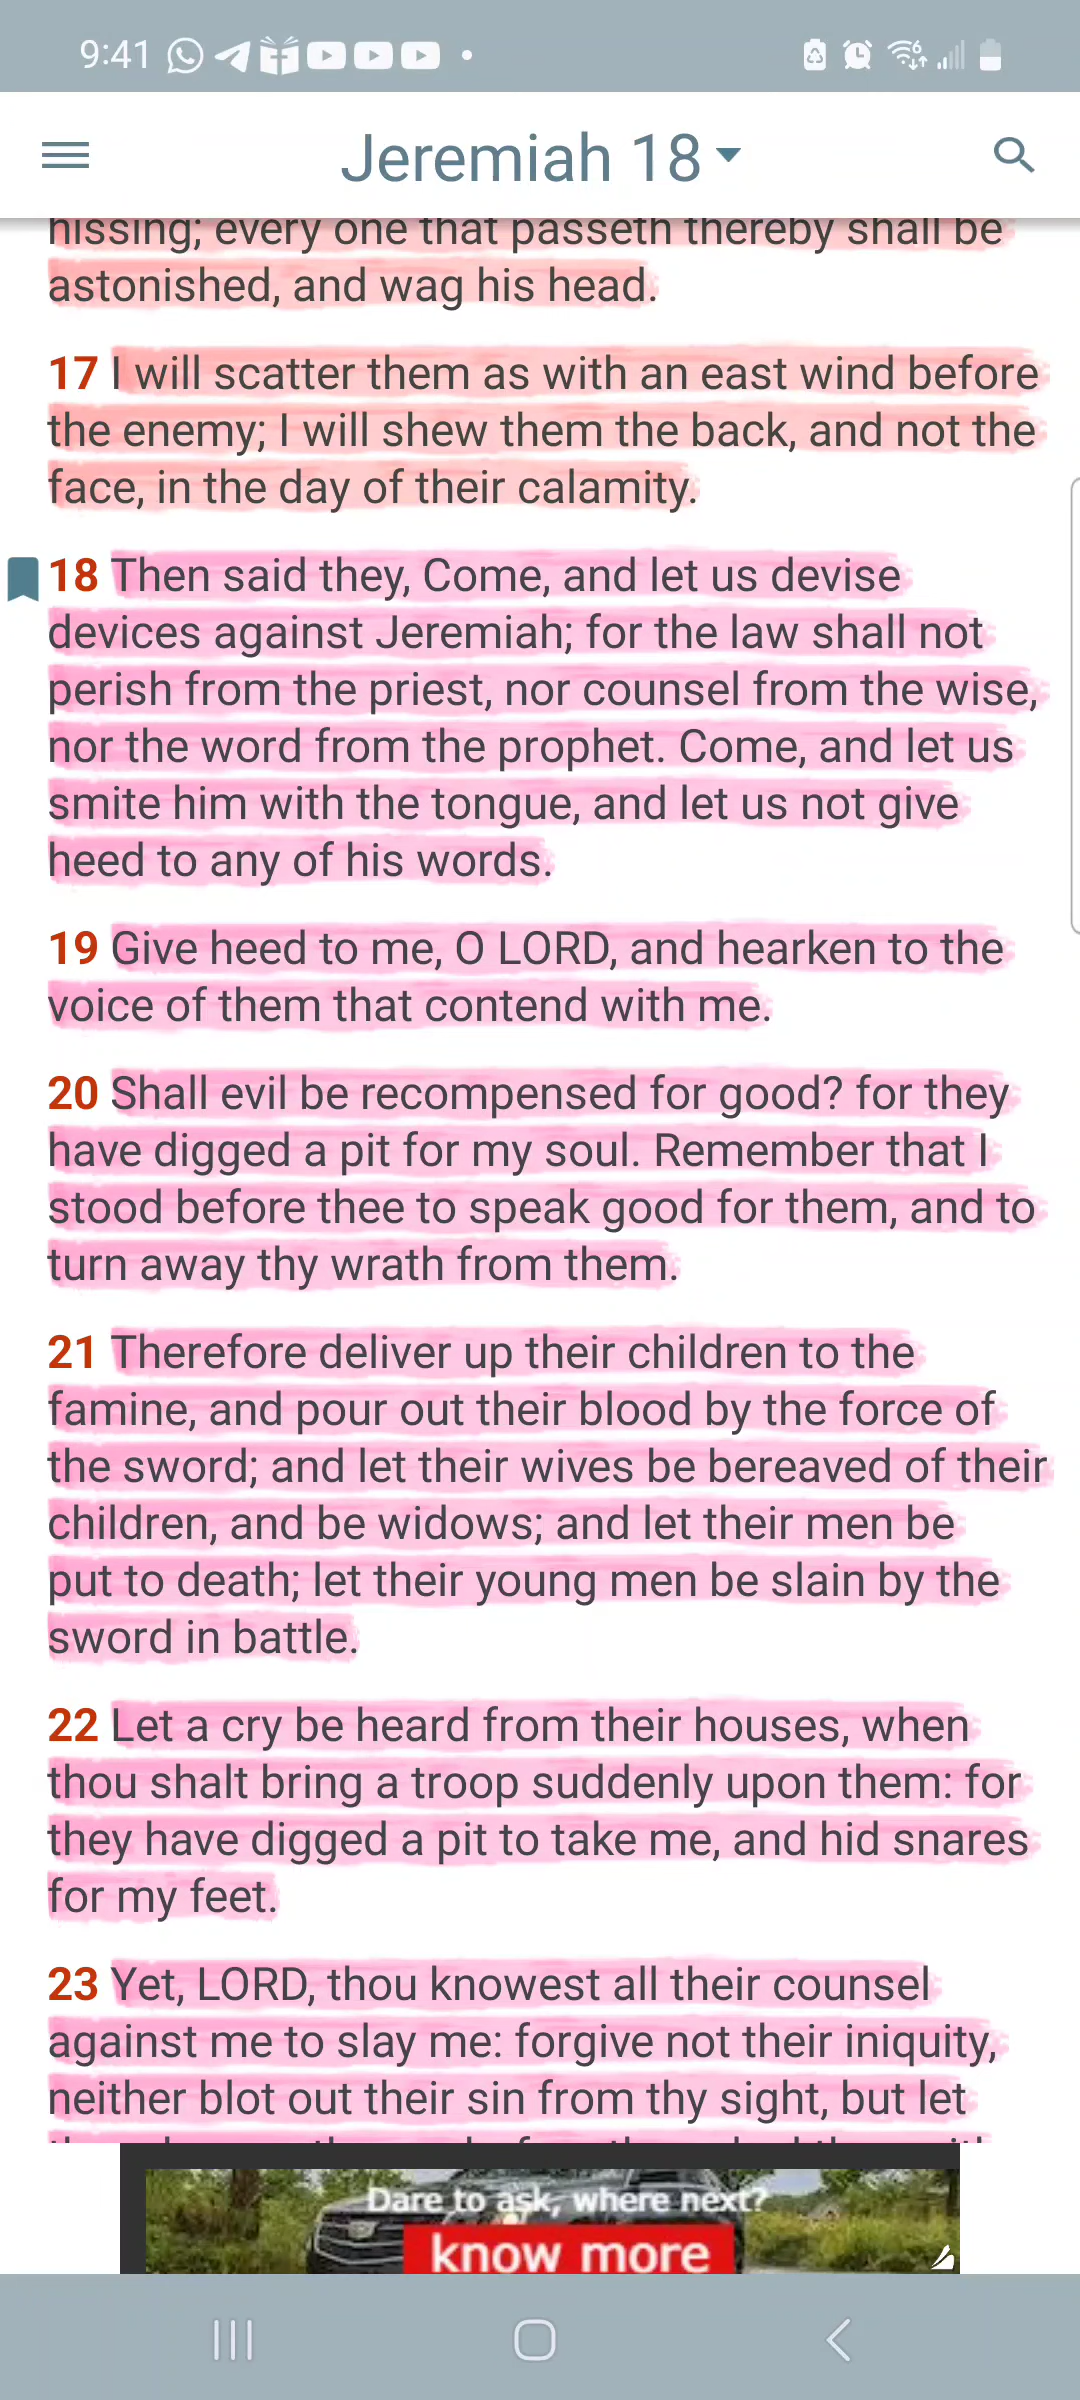 9:41
Jeremiah 18
hissing; every one that passeth thereby shall be
astonished, and wag his head.
17 I will scatter them as with an east wind before
the enemy; I will shew them the back, and not the
face, in the day of their calamity.
18 Then said they, Come, and let us devise
devices against Jeremiah; for the law shall not
perish from the priest, nor counsel from the wise,
nor the word from the prophet. Come, and let us
smite him with the tongue, and let us not give
heed to any of his words.
19 Give heed to me, O LORD, and hearken to the
voice of them that contend with me.
20 Shall evil be recompensed for good? for they
have digged a pit for my soul. Remember that I
stood before thee to speak good for them, and to
turn away thy wrath from them.
21 Therefore deliver up their children to the
famine, and pour out their blood by the force of
the sword; and let their wives be bereaved of their
children, and be widows; and let their men be
put to death; let their young men be slain by the
sword in battle.
22 Let a cry be heard from their houses, when
thou shalt bring a troop suddenly upon them: for
they have digged a pit to take me, and hid snares
for my feet.
23 Yet, LORD, thou knowest all their counsel
against me to slay me: forgive not their iniquity,
neither blot out their sin from thy sight, but let
Dare to ask, where next?
know more